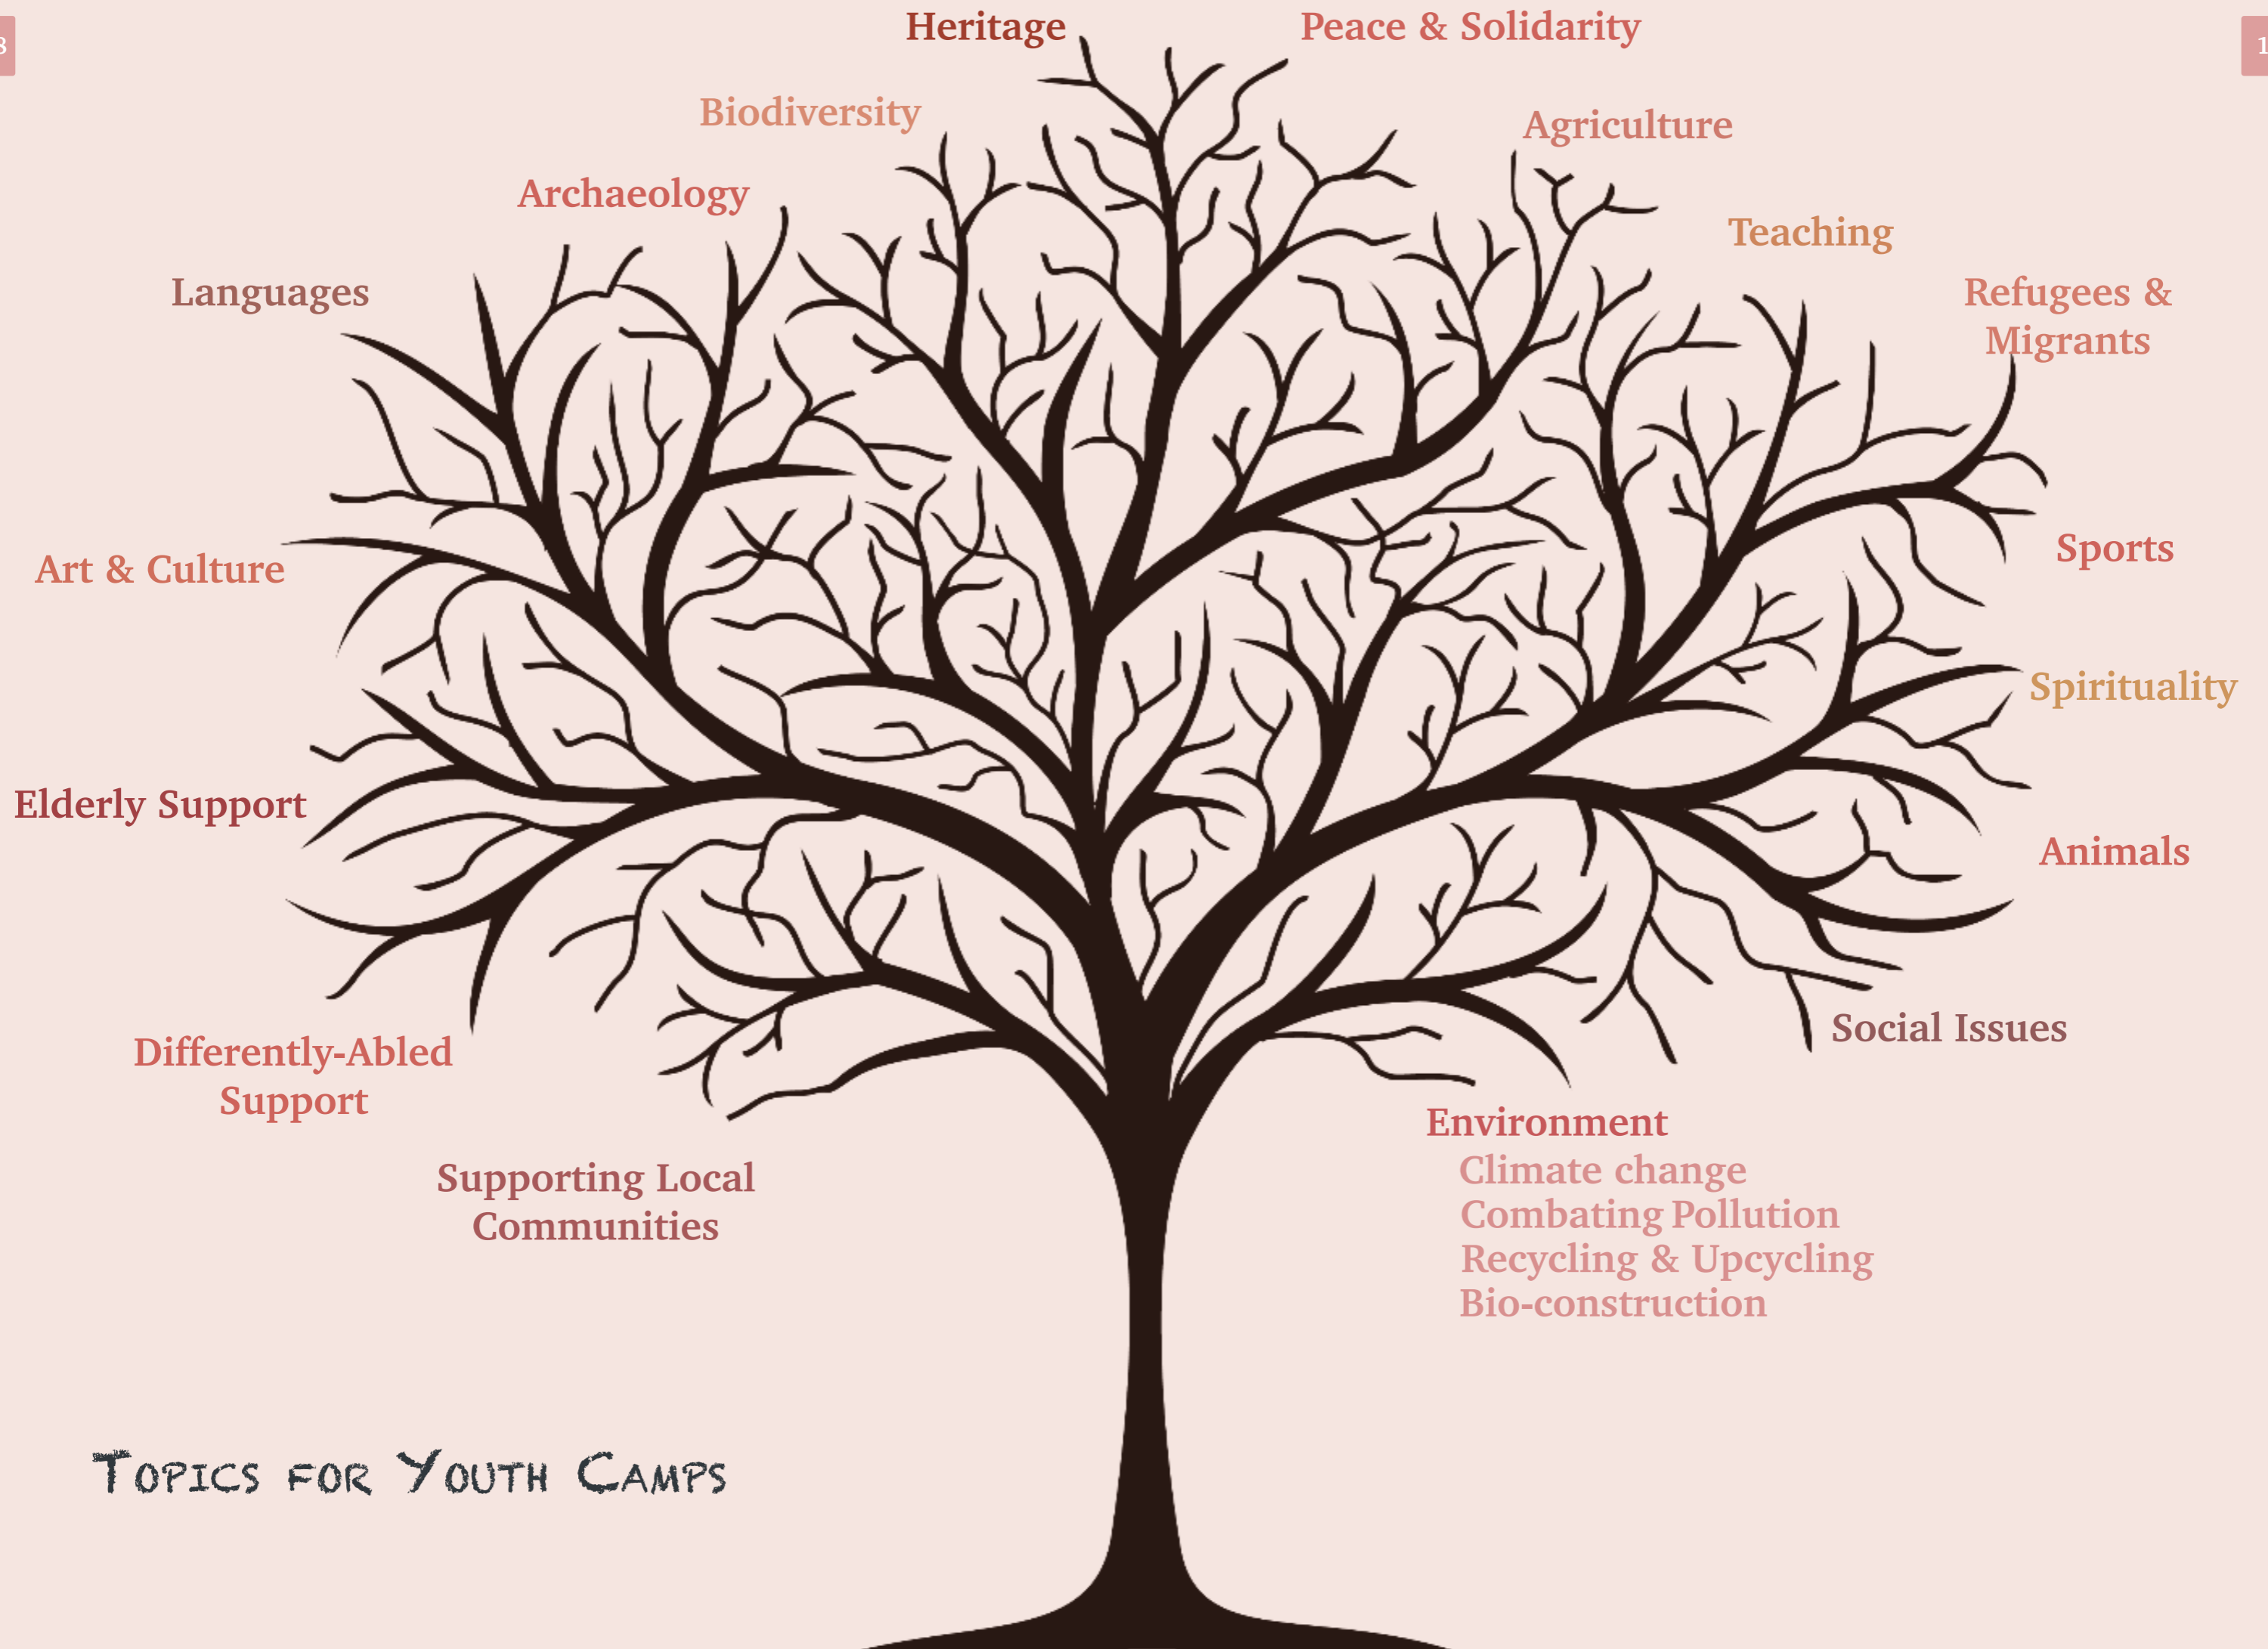 Heritage
Peace & Solidarity
Biodiversity
Agriculture
Archaeology
Teaching
Languages
Refugees &
Migrants
Art & Culture
Sports
Spirituality
Elderly Support
Animals
Differently-Abled
Support
Social Issues
Supporting Local
Communities
Environment
Climate change
Combating Pollution
Recycling & Upcycling
Bio-construction
Topics for Youth Camps